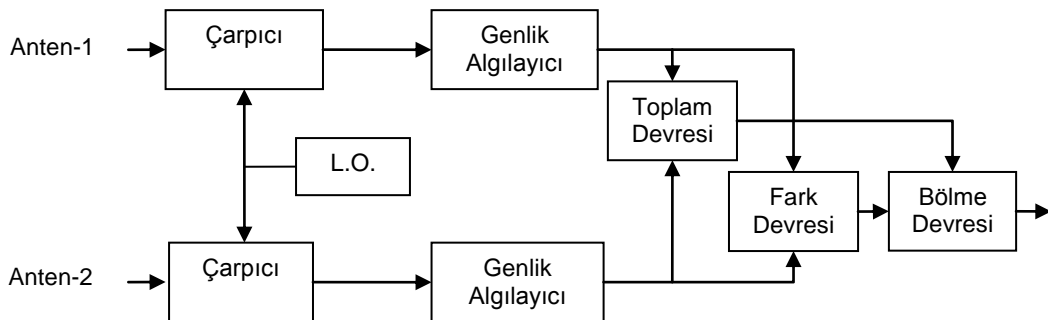 Anten-1
Çarpıcı
Genlik
Algılayıcı
Toplam
Devresi
L.O.
Fark
Devresi
Bölme
Devresi
Anten-2
Çarpıcı
Genlik
Algılayıcı